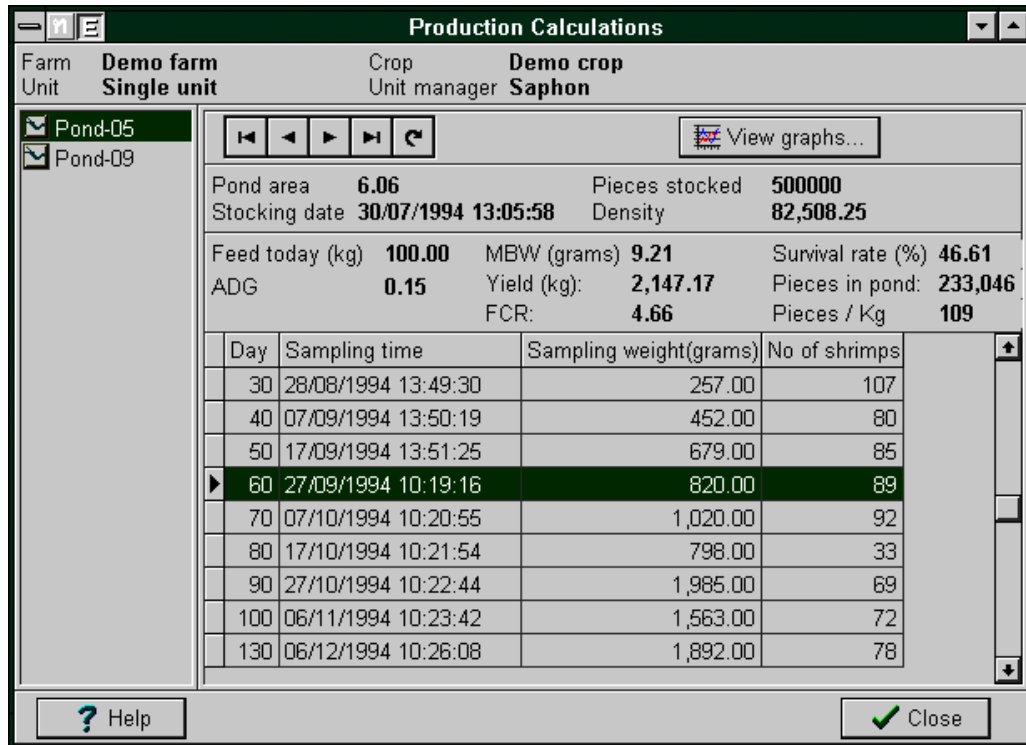 ก E Production Calculations
Farm Demo farm Crop Demo crop
Unit Single unit Unit manager Saphon
Pond-05
Pond-09
View graphs...
Pond area 6.06 Pieces stocked 500000
Stocking date 30/07/1994 13:05:58 Density 82,508.25
Feed today (kg) 100.00 MBW (grams) 9.21 Survival rate (%) 46.61
ADG 0.15 Yield (kg): 2,147.17 Pieces in pond: 233,046
FCR: 4.66 Pieces / Kg 109
Day Sampling time Sampling weight(grams) No of shrimps
30 28/08/1994 13:49:30 257.00 107
40 07/09/1994 13:50:19 452.00 80
50 17/09/1994 13:51:25 679.00 85
60 27/09/1994 10:19:16 820.00 89
70 07/10/1994 10:20:55 1,020.00 92
80 17/10/1994 10:21:54 798.00 33
90 27/10/1994 10:22:44 1,985.00 69
100 06/11/1994 10:23:42 1,563.00 72
130 06/12/1994 10:26:08 1,892.00 78
? Help Close